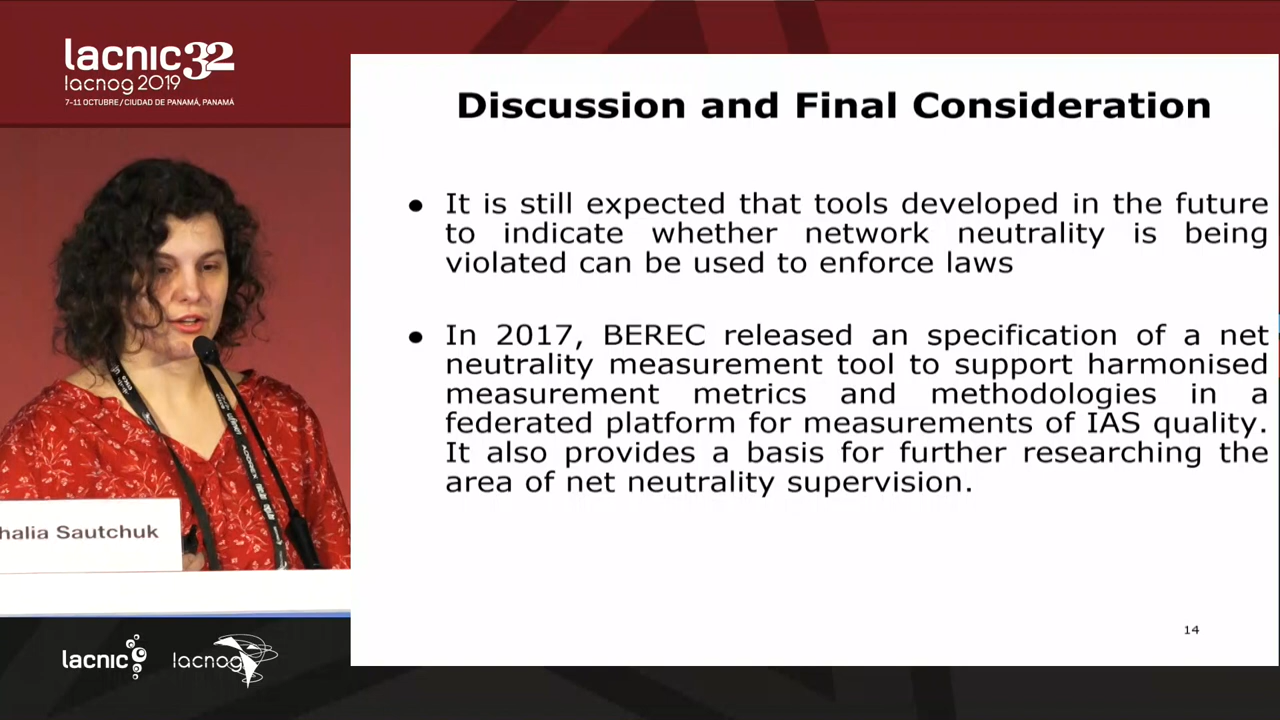 lacnic 32
lacnog 2019
7-11 OCTUBRE / CIUDAD DE PANAMÁ, PANAMÁ
Discussion and Final Consideration
● It is still expected that tools developed in the future
to indicate whether network neutrality is being
violated can be used to enforce laws
● In 2017, BEREC released an specification of a net
neutrality measurement tool to support harmonised
measurement metrics and methodologies in a
federated platform for measurements of IAS quality.
It also provides a basis for further researching the
area of net neutrality supervision.
14
halia Sautchuk
lacnic
lacnog